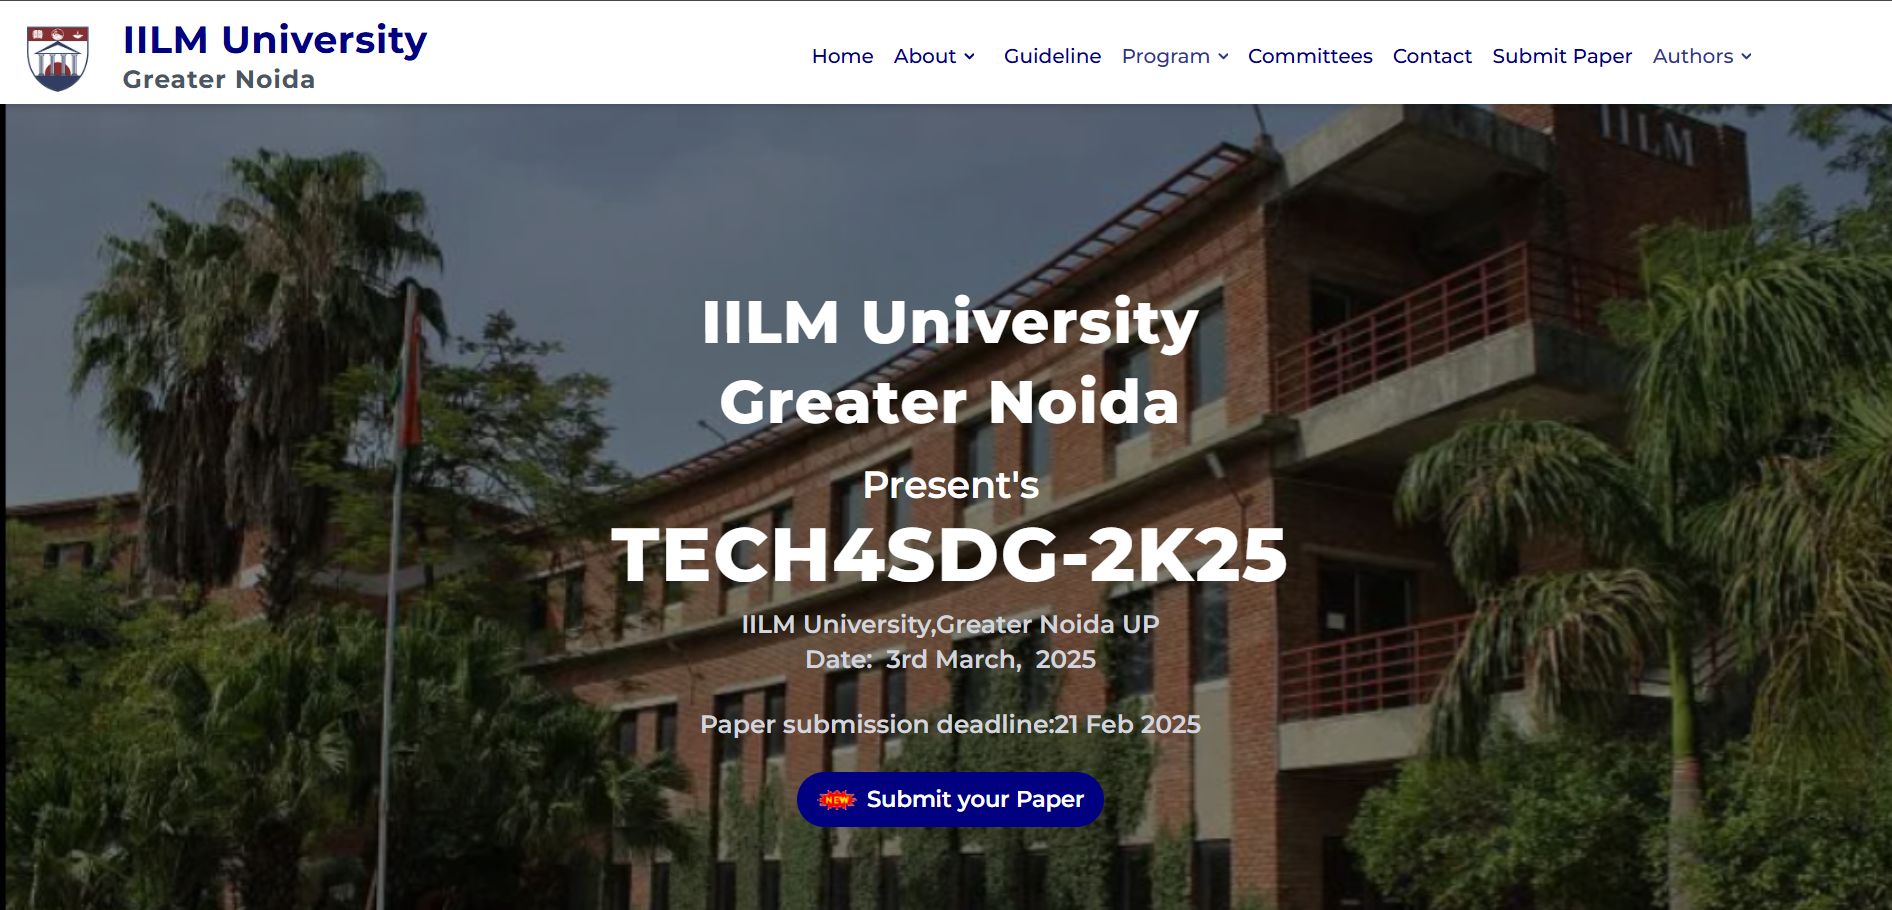 IILM University
Greater Noida
Home About Guideline Program Committees Contact Submit Paper Authors
IILM
IILM University
Greater Noida
Present's
TECH4SDG-2K25
IILM University,Greater Noida UP
Date: 3rd March, 2025
Paper submission deadline:21 Feb 2025
NEW Submit your Paper